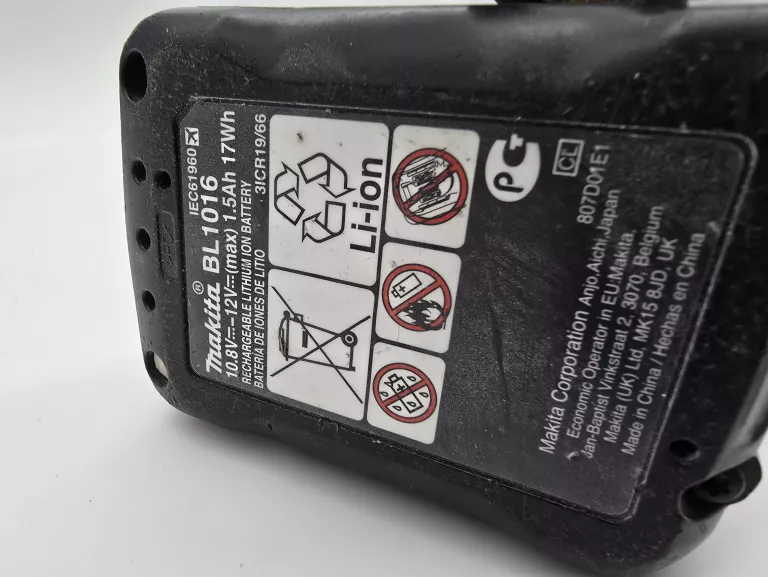 IEC61960
makita® BL1016
10.8V⎓-12V⎓(max) 1.5Ah 17Wh
RECHARGEABLE LITHIUM ION BATTERY
BATERÍA DE IONES DE LITIO
3ICR19/66
Li-ion
PCT
CL
807D01E1
Makita Corporation Anjo, Aichi, Japan
Economic Operator in EU:Makita,
Jan-Baptist Vinkstraat 2, 3070, Belgium
Makita (UK) Ltd, MK15 8JD, UK
Made in China / Hechas en China